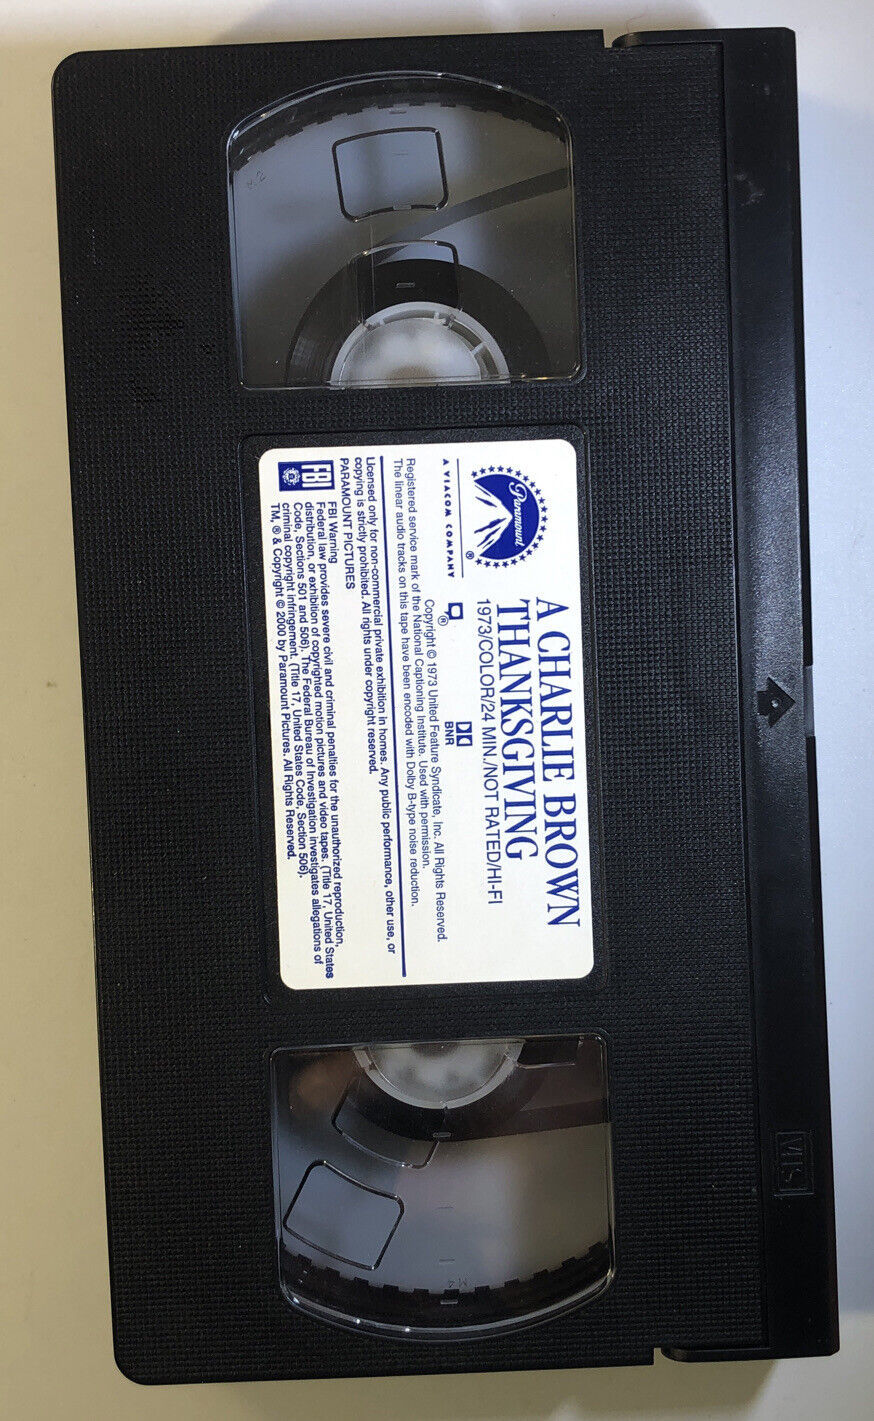 Paramount
®
A VIACOM COMPANY
A CHARLIE BROWN
THANKSGIVING
1973/COLOR/24 MIN./NOT RATED/HI-FI
®
BNR
Copyright © 1973 United Feature Syndicate, Inc. All Rights Reserved.
Registered service mark of the National Captioning Institute. Used with permission.
The linear audio tracks on this tape have been encoded with Dolby B-type noise reduction.
Licensed only for non-commercial private exhibition in homes. Any public performance, other use, or
copying is strictly prohibited. All rights under copyright reserved.
PARAMOUNT PICTURES
FBI
FBI Warning
Federal law provides severe civil and criminal penalties for the unauthorized reproduction,
distribution, or exhibition of copyrighted motion pictures and video tapes. (Title 17, United States
Code, Sections 501 and 506). The Federal Bureau of Investigation investigates allegations of
criminal copyright infringement. (Title 17, United States Code, Section 506).
TM, ® & Copyright © 2000 by Paramount Pictures. All Rights Reserved.
VHS
M4